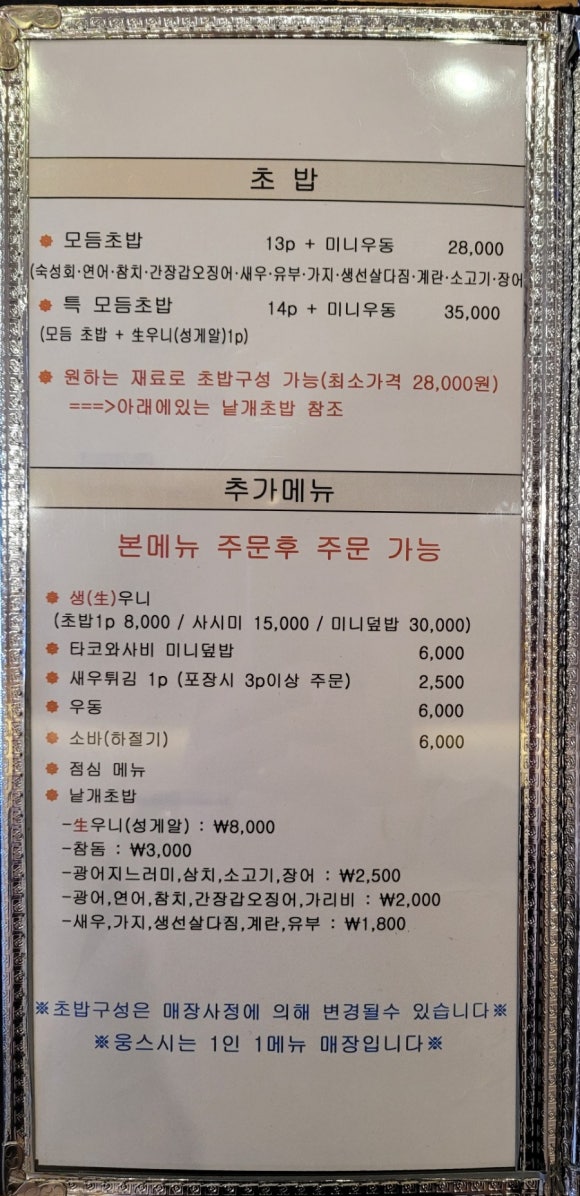 초 밥
모듬초밥 13p + 미니우동 28,000
(숙성회·연어·참치·간장갑오징어·새우·유부·가지·생선살다짐·계란·소고기·장어
특 모듬초밥 14p + 미니우동 35,000
(모듬 초밥 + 生우니(성게알)1p)
원하는 재료로 초밥구성 가능(최소가격 28,000원)
===>아래에있는 낱개초밥 참조
추가메뉴
본메뉴 주문후 주문 가능
생(生)우니
(초밥1p 8,000 / 사시미 15,000 / 미니덮밥 30,000)
타코와사비 미니덮밥 6,000
새우튀김 1p (포장시 3p이상 주문) 2,500
우동 6,000
소바(하절기) 6,000
점심 메뉴
낱개초밥
-生우니(성게알) : ₩8,000
-참돔 : ₩3,000
-광어지느러미,삼치,소고기,장어 : ₩2,500
-광어,연어,참치,간장갑오징어,가리비 : ₩2,000
-새우,가지,생선살다짐,계란,유부 : ₩1,800
※초밥구성은 매장사정에 의해 변경될수 있습니다※
※웅스시는 1인 1메뉴 매장입니다※